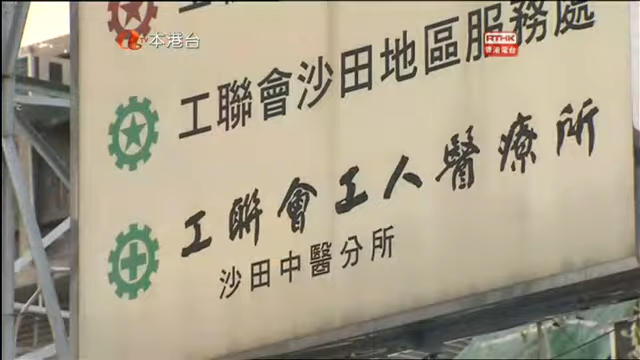 本港台
RTHK
香港電台
工聯會沙田地區服務處
工聯會工人醫療所
沙田中醫分所